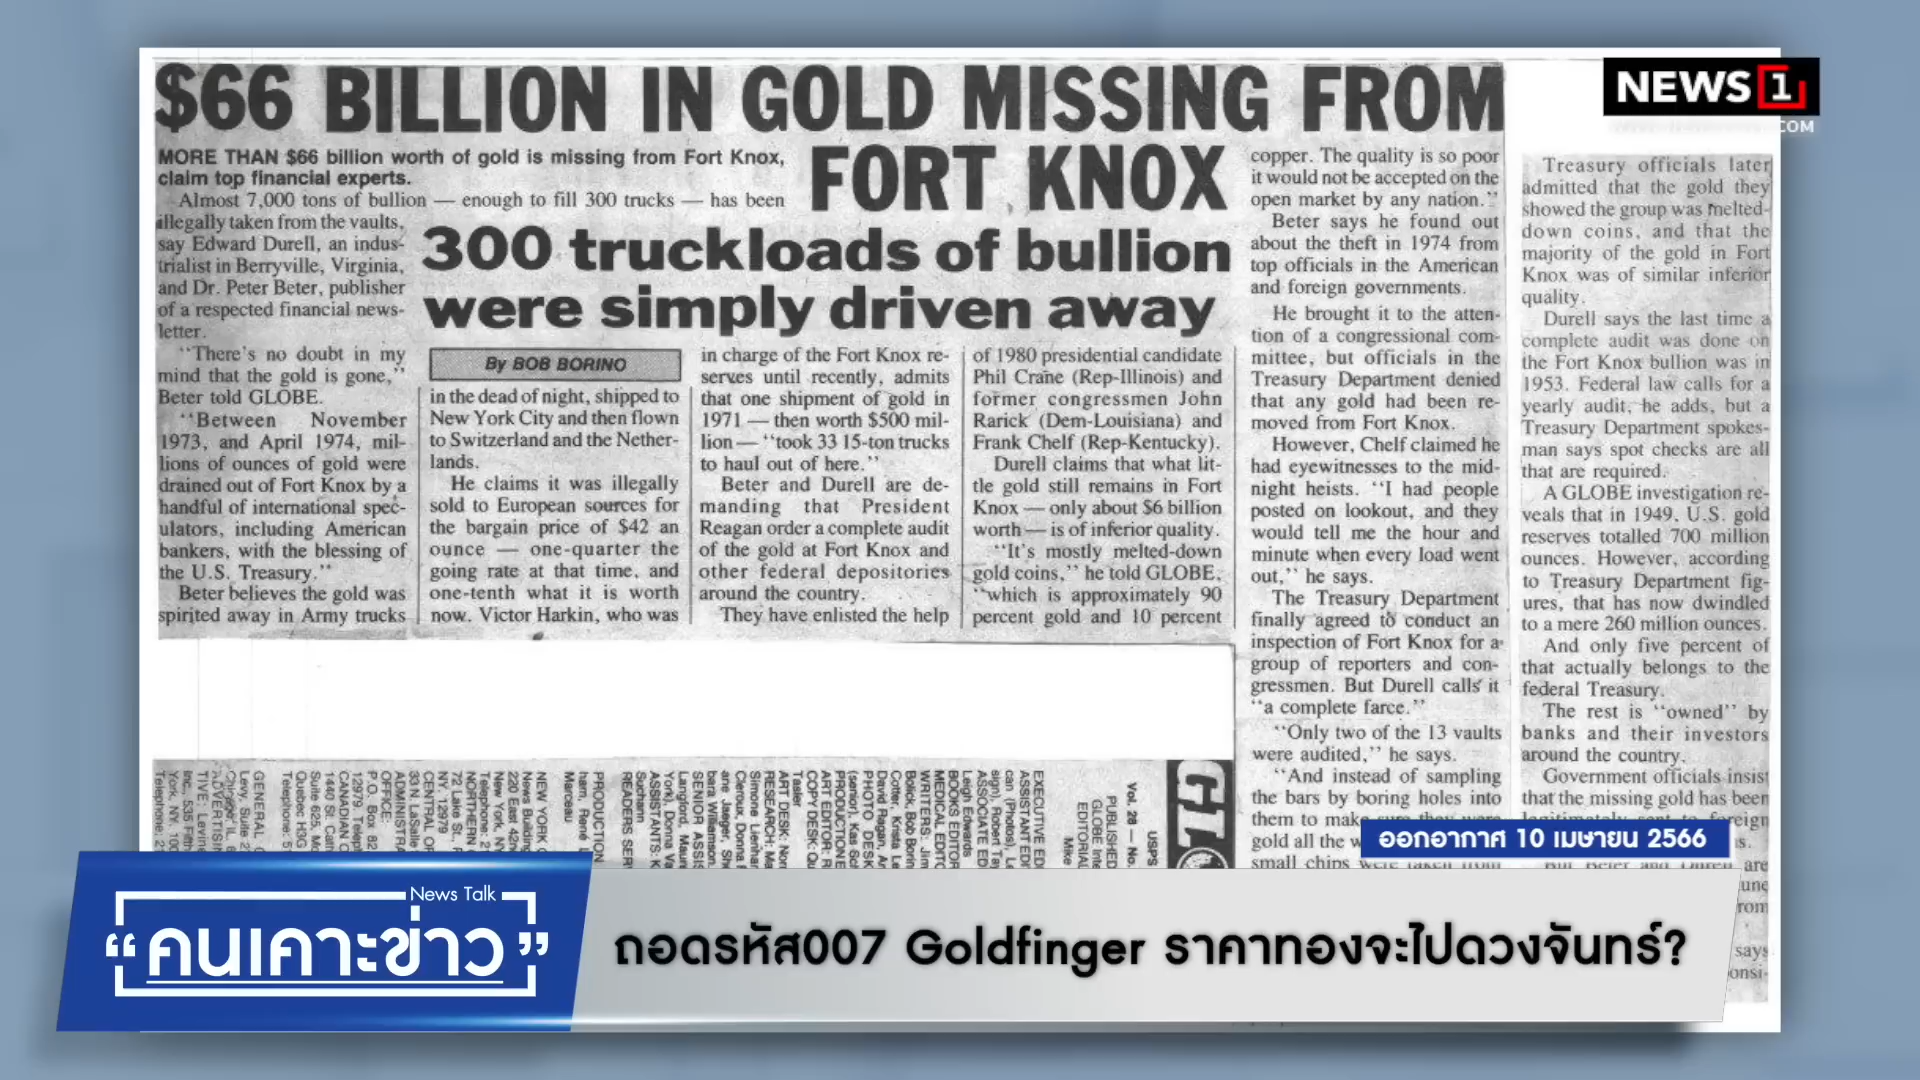 $66 BILLION IN GOLD MISSING FROM
FORT KNOX
300 truckloads of bullion
were simply driven away
MORE THAN $66 billion worth of gold is missing from Fort Knox,
claim top financial experts.
Almost 7,000 tons of bullion — enough to fill 300 trucks — has been
illegally taken from the vaults,
say Edward Durell, an indus-
trialist in Berryville, Virginia,
and Dr. Peter Beter, publisher
of a respected financial news-
letter.
"There's no doubt in my
mind that the gold is gone,"
Beter told GLOBE.
"Between November
1973, and April 1974, mil-
lions of ounces of gold were
drained out of Fort Knox by a
handful of international spec-
ulators, including American
bankers, with the blessing of
the U.S. Treasury."
Beter believes the gold was
spirited away in Army trucks
By BOB BORINO
in the dead of night, shipped to
New York City and then flown
to Switzerland and the Nether-
lands.
He claims it was illegally
sold to European sources for
the bargain price of $42 an
ounce — one-quarter the
going rate at that time, and
one-tenth what it is worth
now. Victor Harkin, who was
in charge of the Fort Knox re-
serves until recently, admits
that one shipment of gold in
1971 — then worth $500 mil-
lion — "took 33 15-ton trucks
to haul out of here."
Beter and Durell are de-
manding that President
Reagan order a complete audit
of the gold at Fort Knox and
other federal depositories
around the country.
They have enlisted the help
of 1980 presidential candidate
Phil Crane (Rep-Illinois) and
former congressmen John
Rarick (Dem-Louisiana) and
Frank Chelf (Rep-Kentucky).
Durell claims that what lit-
tle gold still remains in Fort
Knox — only about $6 billion
worth — is of inferior quality.
"It's mostly melted-down
gold coins," he told GLOBE,
"which is approximately 90
percent gold and 10 percent
copper. The quality is so poor
it would not be accepted on the
open market by any nation."
Beter says he found out
about the theft in 1974 from
top officials in the American
and foreign governments.
He brought it to the atten-
tion of a congressional com-
mittee, but officials in the
Treasury Department denied
that any gold had been re-
moved from Fort Knox.
However, Chelf claimed he
had eyewitnesses to the mid-
night heists. "I had people
posted on lookout, and they
would tell me the hour and
minute when every load went
out," he says.
The Treasury Department
finally agreed to conduct an
inspection of Fort Knox for a
group of reporters and con-
gressmen. But Durell calls it
"a complete farce."
"Only two of the 13 vaults
were audited," he says.
"And instead of sampling
the bars by boring holes into
them to make sure they were
gold all the
small chips were taken from
Treasury officials later
admitted that the gold they
showed the group was melted-
down coins, and that the
majority of the gold in Fort
Knox was of similar inferior
quality.
Durell says the last time a
complete audit was done on
the Fort Knox bullion was in
1953. Federal law calls for a
yearly audit, he adds, but a
Treasury Department spokes-
man says spot checks are all
that are required.
A GLOBE investigation re-
veals that in 1949, U.S. gold
reserves totalled 700 million
ounces. However, according
to Treasury Department fig-
ures, that has now dwindled
to a mere 260 million ounces.
And only five percent of
that actually belongs to the
federal Treasury.
The rest is "owned" by
banks and their investors
around the country.
Government officials insist
that the missing gold has been
legitimately sent to foreign
But Beter and Durell are
says
NEWS 1
ออกอากาศ 10 เมษายน 2566
News Talk
"คนเคาะข่าว"
ถอดรหัส007 Goldfinger ราคาทองจะไปดวงจันทร์?